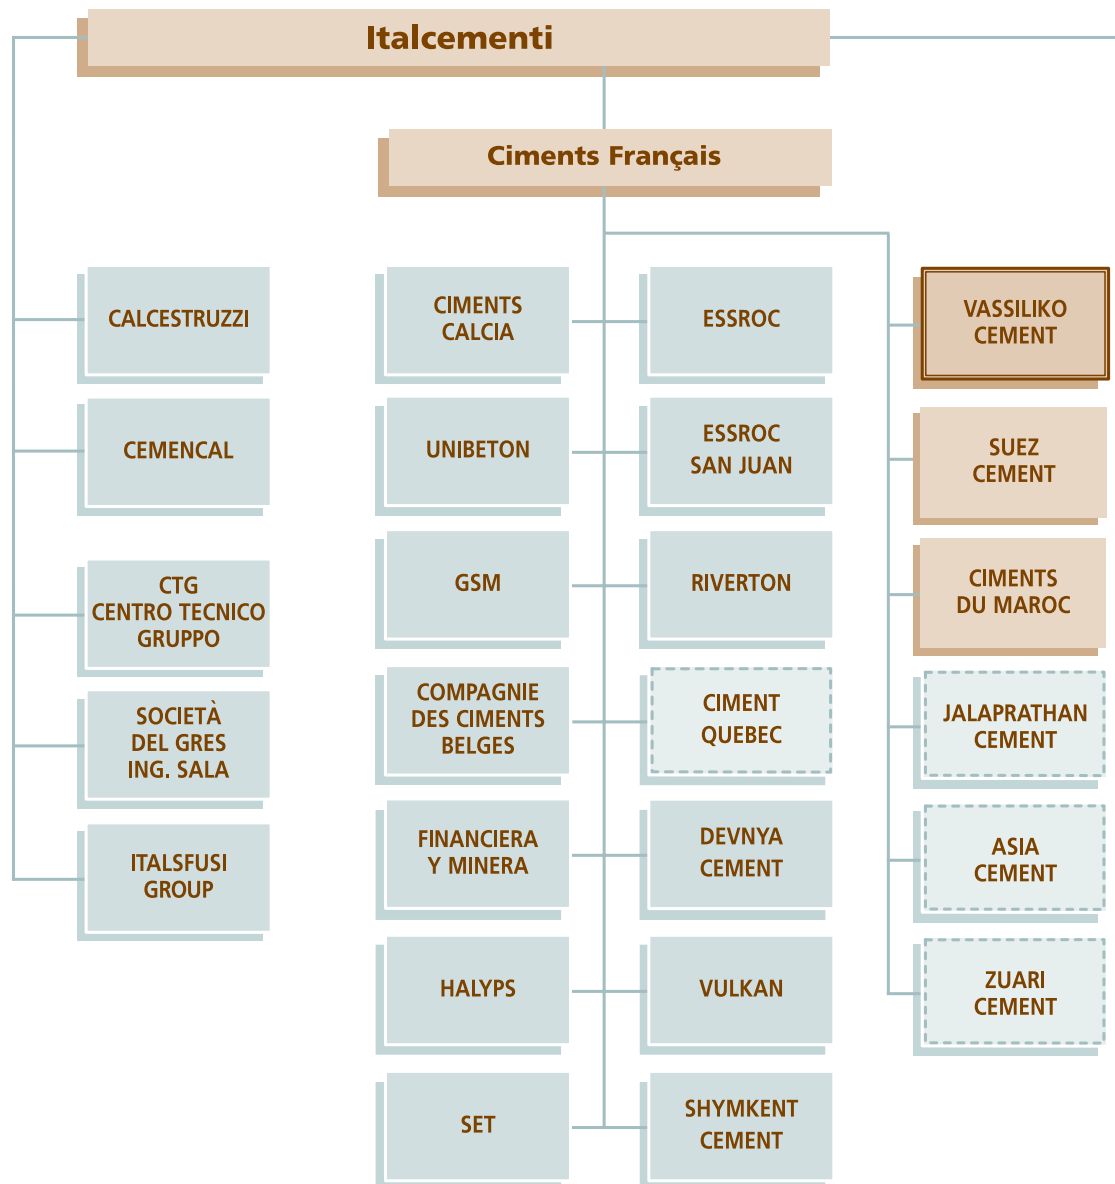 Italcementi
Ciments Français
CALCESTRUZZI
CEMENCAL
CTG
CENTRO TECNICO
GRUPPO
SOCIETÀ
DEL GRES
ING. SALA
ITALSFUSI
GROUP
CIMENTS
CALCIA
UNIBETON
GSM
COMPAGNIE
DES CIMENTS
BELGES
FINANCIERA
Y MINERA
HALYPS
SET
ESSROC
ESSROC
SAN JUAN
RIVERTON
CIMENT
QUEBEC
DEVNYA
CEMENT
VULKAN
SHYMKENT
CEMENT
VASSILIKO
CEMENT
SUEZ
CEMENT
CIMENTS
DU MAROC
JALAPRATHAN
CEMENT
ASIA
CEMENT
ZUARI
CEMENT